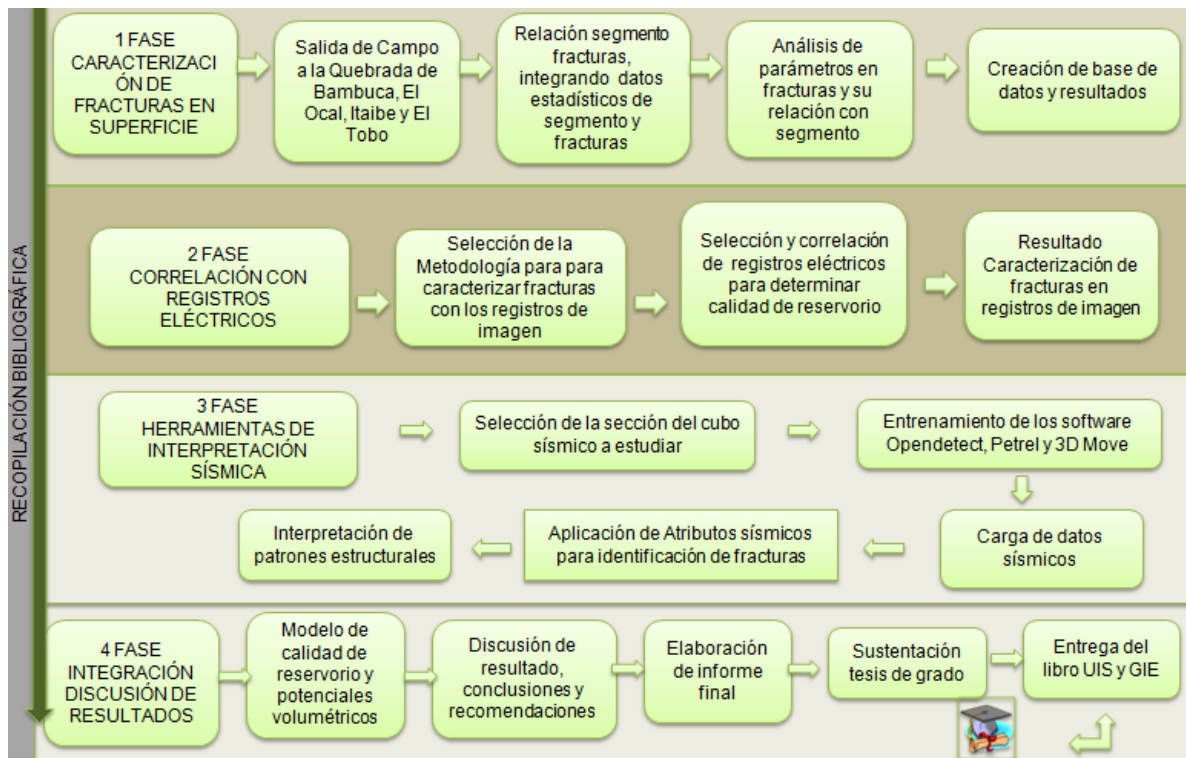 RECOPILACIÓN BIBLIOGRÁFICA
1 FASE
CARACTERIZACI
ÓN DE
FRACTURAS EN
SUPERFICIE
Salida de Campo
a la Quebrada de
Bambuca, El
Ocal, Itaibe y El
Tobo
Relación segmento
fracturas,
integrando datos
estadísticos de
segmento y
fracturas
Análisis de
parámetros en
fracturas y su
relación con
segmento
Creación de base de
datos y resultados
2 FASE
CORRELACIÓN CON
REGISTROS
ELÉCTRICOS
Selección de la
Metodología para para
caracterizar fracturas
con los registros de
imagen
Selección y correlación
de registros eléctricos
para determinar
calidad de reservorio
Resultado
Caracterización de
fracturas en
registros de imagen
3 FASE
HERRAMIENTAS DE
INTERPRETACIÓN
SÍSMICA
Selección de la sección del cubo
sísmico a estudiar
Entrenamiento de los software
Opendetect, Petrel y 3D Move
Carga de datos
sísmicos
Aplicación de Atributos sísmicos
para identificación de fracturas
Interpretación de
patrones estructurales
4 FASE
INTEGRACIÓN
DISCUSIÓN DE
RESULTADOS
Modelo de
calidad de
reservorio y
potenciales
volumétricos
Discusión de
resultado,
conclusiones y
recomendaciones
Elaboración
de informe
final
Sustentación
tesis de grado
Entrega del
libro UIS y GIE